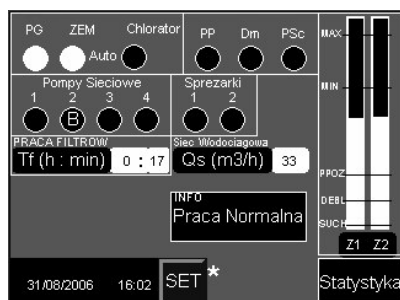 PG ZEM Chlorator PP Dm PSc MAX
Auto
Pompy Sieciowe Sprezarki MIN
1 2 3 4 1 2
B
PRACA FILTROW Siec Wodociagowa
Tf (h : min) 0 : 17 Qs (m3/h) 33
PPOZ
INFO DEBL
Praca Normalna
SUCH
Z1 Z2
31/08/2006 16:02 SET * Statystyka